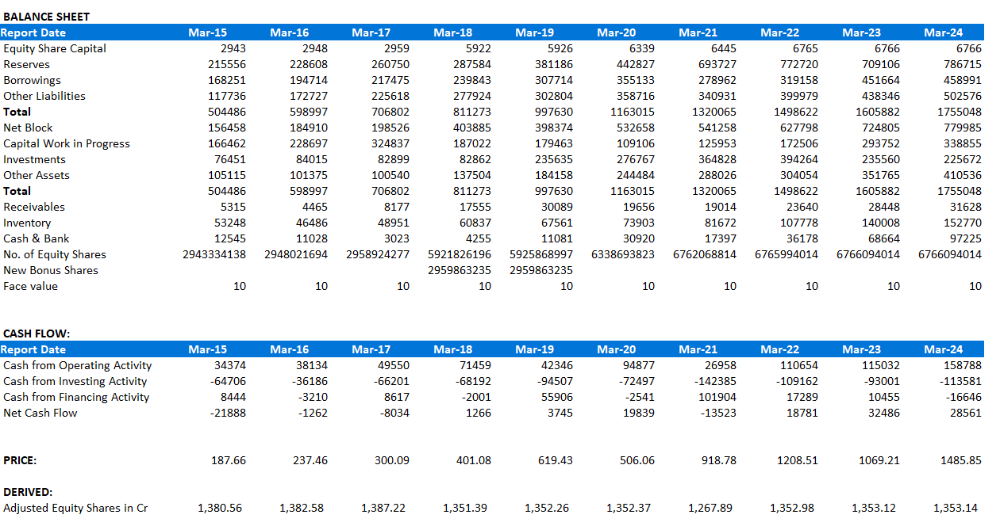 BALANCE SHEET
Report Date Mar-15 Mar-16 Mar-17 Mar-18 Mar-19 Mar-20 Mar-21 Mar-22 Mar-23 Mar-24
Equity Share Capital 2943 2948 2959 5922 5926 6339 6445 6765 6766 6766
Reserves 215556 228608 260750 287584 381186 442827 693727 772720 709106 786715
Borrowings 168251 194714 217475 239843 307714 355133 278962 319158 451664 458991
Other Liabilities 117736 172727 225618 277924 302804 358716 340931 399979 438346 502576
Total 504486 598997 706802 811273 997630 1163015 1320065 1498622 1605882 1755048
Net Block 156458 184910 198526 403885 398374 532658 541258 627798 724805 779985
Capital Work in Progress 166462 228697 324837 187022 179463 109106 125953 172506 293752 338855
Investments 76451 84015 82899 82862 235635 276767 364828 394264 235560 225672
Other Assets 105115 101375 100540 137504 184158 244484 288026 304054 351765 410536
Total 504486 598997 706802 811273 997630 1163015 1320065 1498622 1605882 1755048
Receivables 5315 4465 8177 17555 30089 19656 19014 23640 28448 31628
Inventory 53248 46486 48951 60837 67561 73903 81672 107778 140008 152770
Cash & Bank 12545 11028 3023 4255 11081 30920 17397 36178 68664 97225
No. of Equity Shares 2943334138 2948021694 2958924277 5921826196 5925868997 6338693823 6762068814 6765994014 6766094014 6766094014
New Bonus Shares 2959863235 2959863235
Face value 10 10 10 10 10 10 10 10 10 10
CASH FLOW:
Report Date Mar-15 Mar-16 Mar-17 Mar-18 Mar-19 Mar-20 Mar-21 Mar-22 Mar-23 Mar-24
Cash from Operating Activity 34374 38134 49550 71459 42346 94877 26958 110654 115032 158788
Cash from Investing Activity -64706 -36186 -66201 -68192 -94507 -72497 -142385 -109162 -93001 -113581
Cash from Financing Activity 8444 -3210 8617 -2001 55906 -2541 101904 17289 10455 -16646
Net Cash Flow -21888 -1262 -8034 1266 3745 19839 -13523 18781 32486 28561
PRICE: 187.66 237.46 300.09 401.08 619.43 506.06 918.78 1208.51 1069.21 1485.85
DERIVED:
Adjusted Equity Shares in Cr 1,380.56 1,382.58 1,387.22 1,351.39 1,352.26 1,352.37 1,267.89 1,352.98 1,353.12 1,353.14